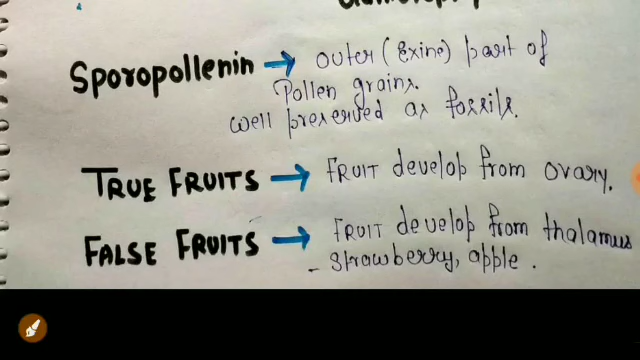 Sporopollenin → outer (Exine) part of
Pollen grains.
well preserved as fossils.
TRUE FRUITS → FRUIT develop from ovary.
FALSE FRUITS → FRUIT develop from thalamus
- strawberry, apple.